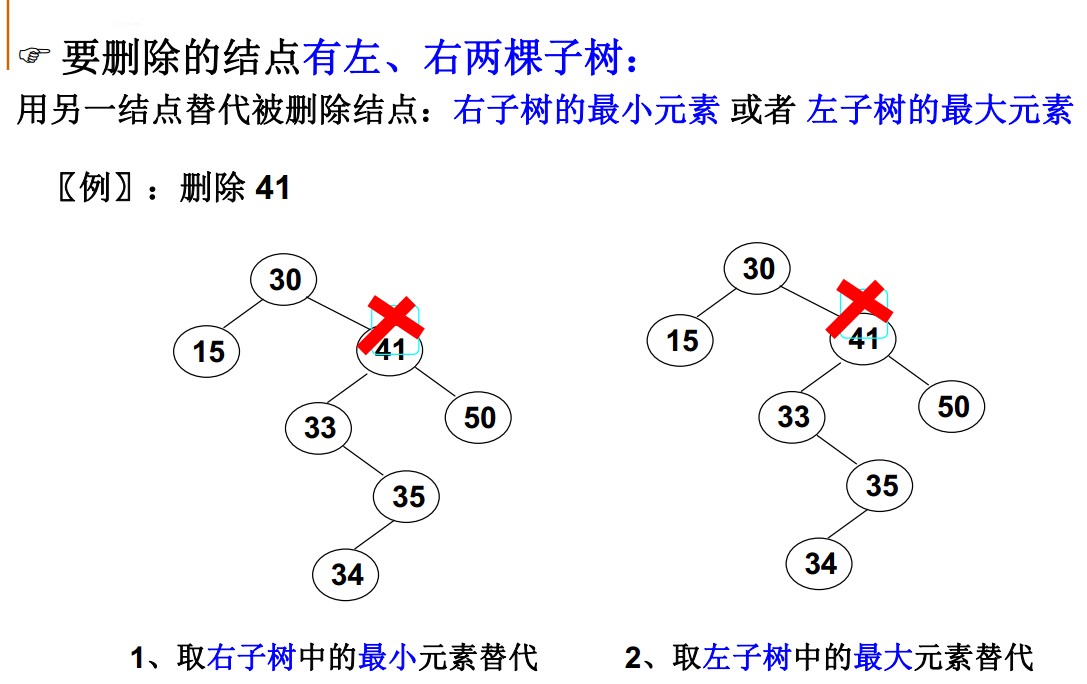 ☞ 要删除的结点有左、右两棵子树：
用另一结点替代被删除结点：右子树的最小元素 或者 左子树的最大元素
〖例〗：删除 41
30
15
41
33
50
35
34
30
15
41
33
50
35
34
1、取右子树中的最小元素替代
2、取左子树中的最大元素替代